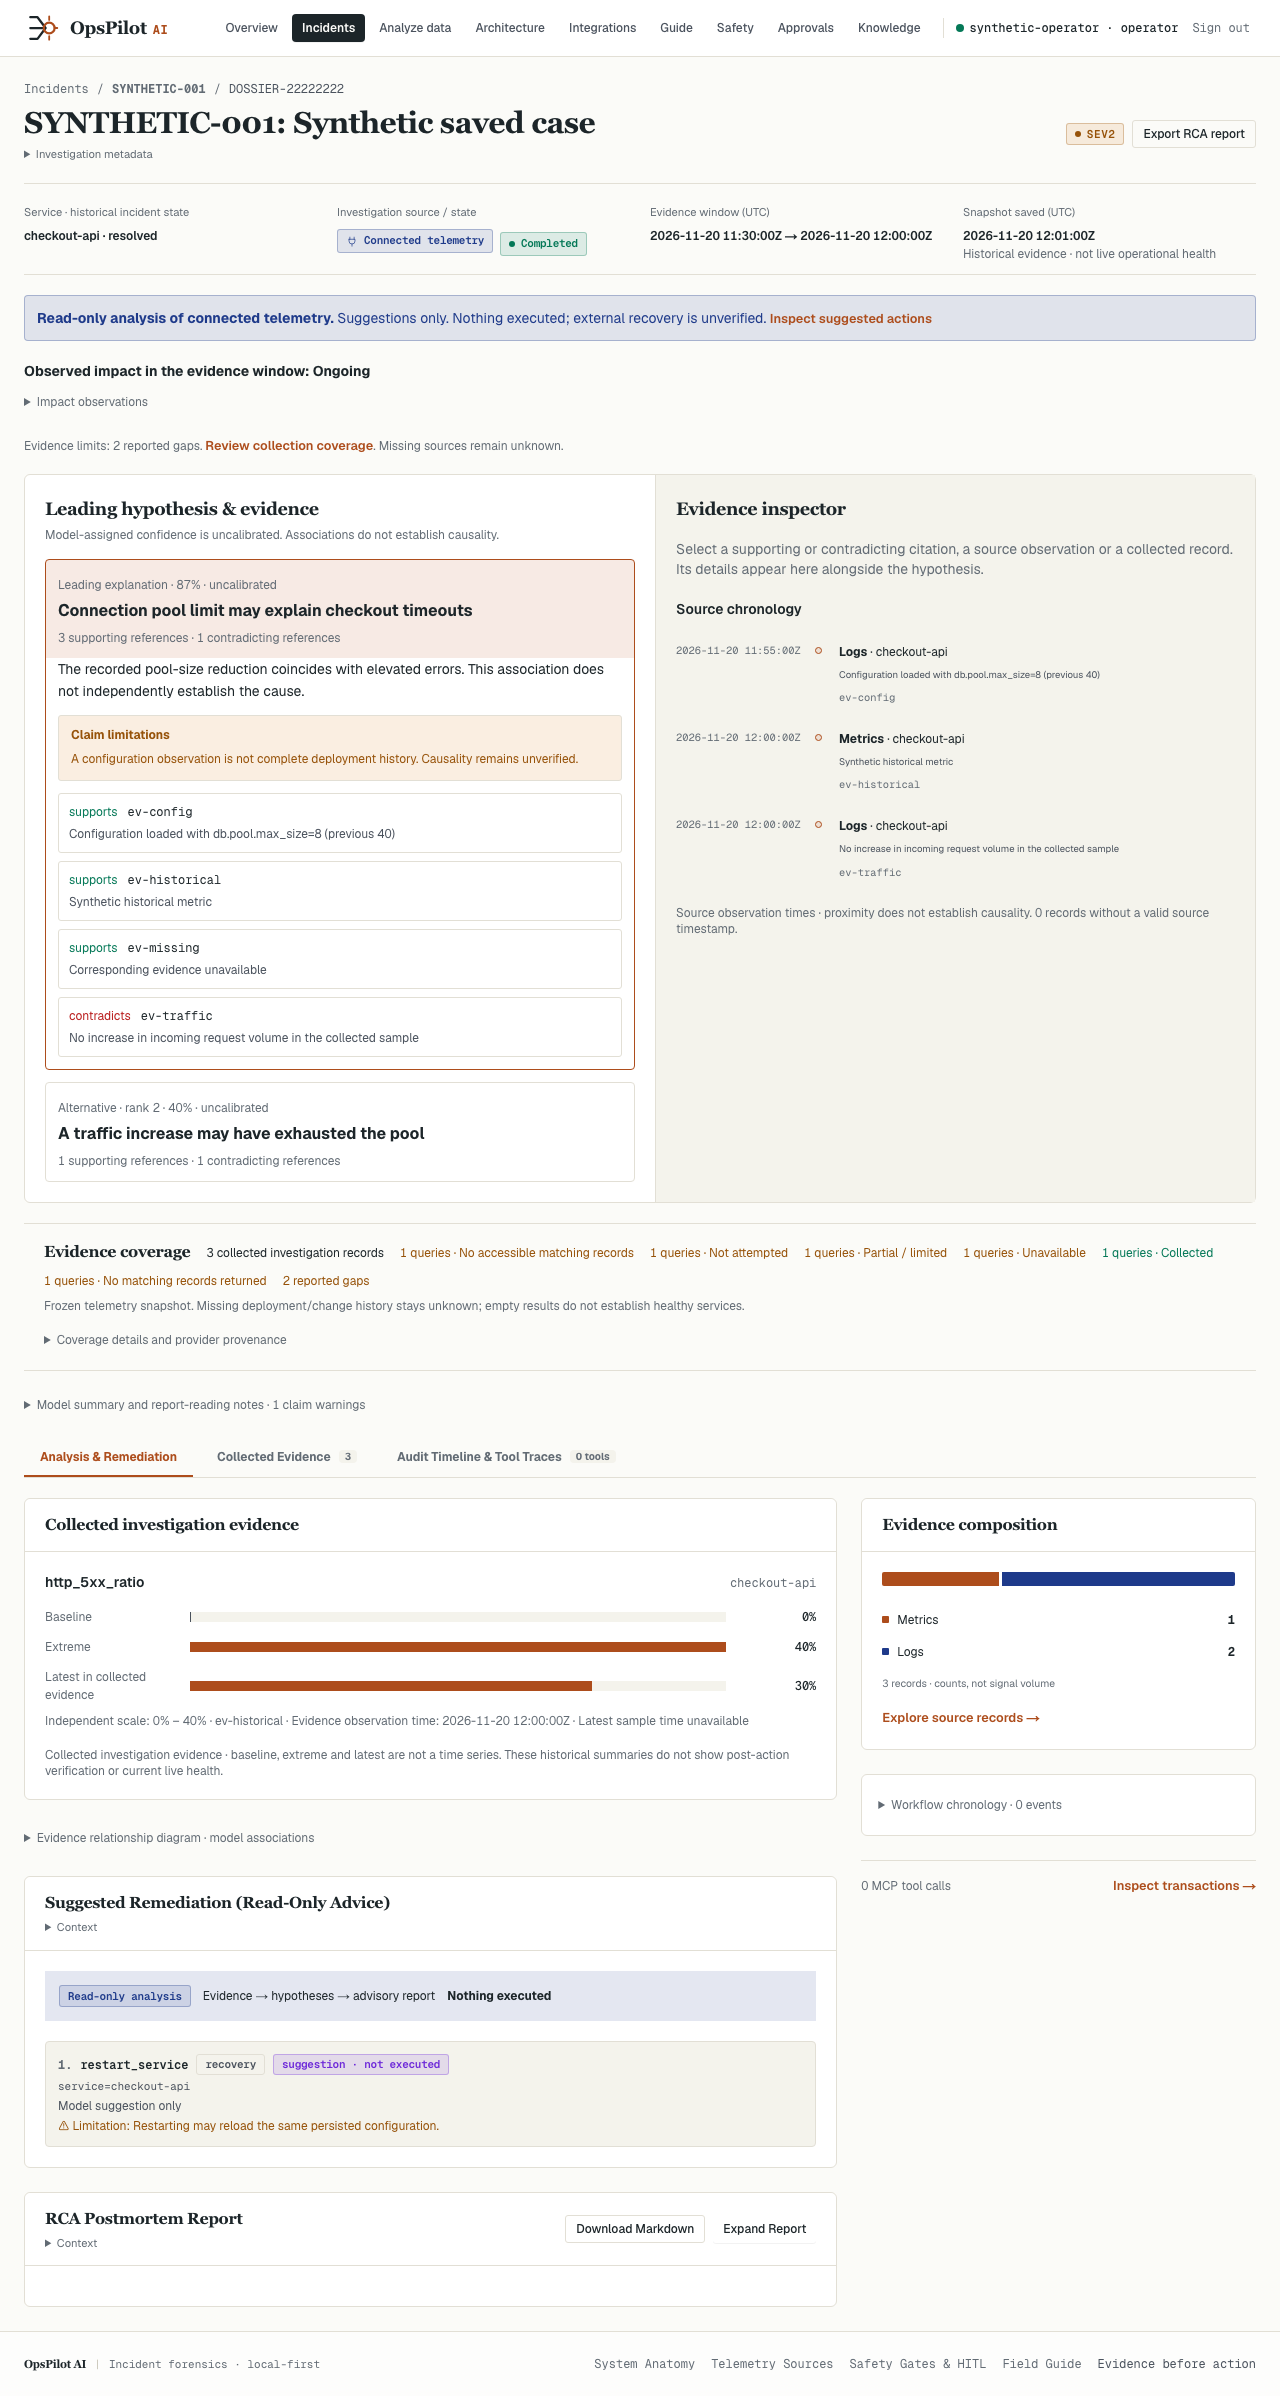 OpsPilot AI
Overview Incidents Analyze data Architecture Integrations Guide Safety Approvals Knowledge synthetic-operator · operator Sign out
Incidents / SYNTHETIC-001 / DOSSIER-22222222
SYNTHETIC-001: Synthetic saved case
SEV2 Export RCA report
Investigation metadata
Service · historical incident state
checkout-api · resolved
Investigation source / state
Connected telemetry Completed
Evidence window (UTC)
2026-11-20 11:30:00Z → 2026-11-20 12:00:00Z
Snapshot saved (UTC)
2026-11-20 12:01:00Z
Historical evidence · not live operational health
Read-only analysis of connected telemetry. Suggestions only. Nothing executed; external recovery is unverified. Inspect suggested actions
Observed impact in the evidence window: Ongoing
Impact observations
Evidence limits: 2 reported gaps. Review collection coverage. Missing sources remain unknown.
Leading hypothesis & evidence
Model-assigned confidence is uncalibrated. Associations do not establish causality.
Leading explanation · 87% · uncalibrated
Connection pool limit may explain checkout timeouts
3 supporting references · 1 contradicting references
The recorded pool-size reduction coincides with elevated errors. This association does
not independently establish the cause.
Claim limitations
A configuration observation is not complete deployment history. Causality remains unverified.
supports ev-config
Configuration loaded with db.pool.max_size=8 (previous 40)
supports ev-historical
Synthetic historical metric
supports ev-missing
Corresponding evidence unavailable
contradicts ev-traffic
No increase in incoming request volume in the collected sample
Alternative · rank 2 · 40% · uncalibrated
A traffic increase may have exhausted the pool
1 supporting references · 1 contradicting references
Evidence inspector
Select a supporting or contradicting citation, a source observation or a collected record.
Its details appear here alongside the hypothesis.
Source chronology
2026-11-20 11:55:00Z Logs · checkout-api
Configuration loaded with db.pool.max_size=8 (previous 40)
ev-config
2026-11-20 12:00:00Z Metrics · checkout-api
Synthetic historical metric
ev-historical
2026-11-20 12:00:00Z Logs · checkout-api
No increase in incoming request volume in the collected sample
ev-traffic
Source observation times · proximity does not establish causality. 0 records without a valid source
timestamp.
Evidence coverage 3 collected investigation records 1 queries · No accessible matching records 1 queries · Not attempted 1 queries · Partial / limited 1 queries · Unavailable 1 queries · Collected
1 queries · No matching records returned 2 reported gaps
Frozen telemetry snapshot. Missing deployment/change history stays unknown; empty results do not establish healthy services.
Coverage details and provider provenance
Model summary and report-reading notes · 1 claim warnings
Analysis & Remediation Collected Evidence 3 Audit Timeline & Tool Traces 0 tools
Collected investigation evidence
http_5xx_ratio checkout-api
Baseline 0%
Extreme 40%
Latest in collected
evidence 30%
Independent scale: 0% – 40% · ev-historical · Evidence observation time: 2026-11-20 12:00:00Z · Latest sample time unavailable
Collected investigation evidence · baseline, extreme and latest are not a time series. These historical summaries do not show post-action
verification or current live health.
Evidence composition
Metrics 1
Logs 2
3 records · counts, not signal volume
Explore source records →
Workflow chronology · 0 events
0 MCP tool calls Inspect transactions →
Evidence relationship diagram · model associations
Suggested Remediation (Read-Only Advice)
Context
Read-only analysis Evidence → hypotheses → advisory report Nothing executed
1. restart_service recovery suggestion · not executed
service=checkout-api
Model suggestion only
⚠ Limitation: Restarting may reload the same persisted configuration.
RCA Postmortem Report
Context
Download Markdown Expand Report
OpsPilot AI Incident forensics · local-first System Anatomy Telemetry Sources Safety Gates & HITL Field Guide Evidence before action